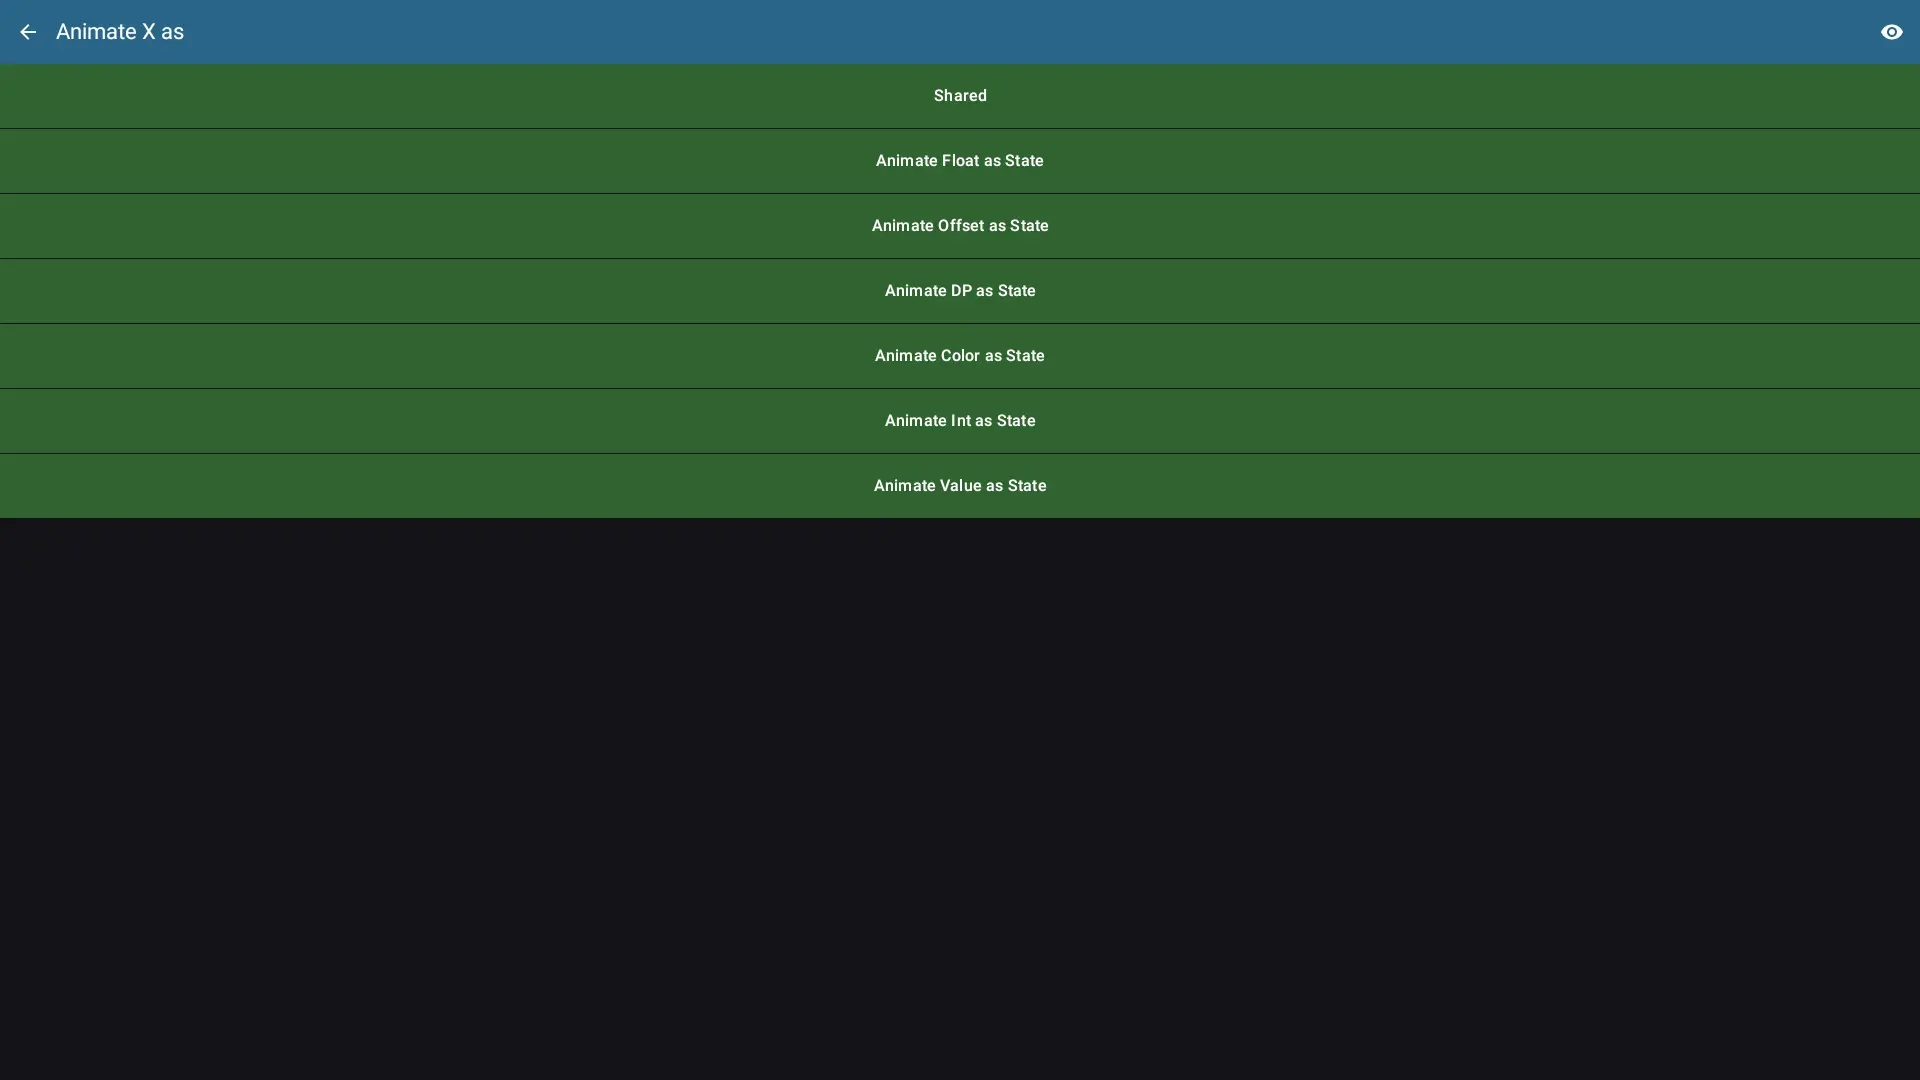 Animate X as
Shared
Animate Float as State
Animate Offset as State
Animate DP as State
Animate Color as State
Animate Int as State
Animate Value as State